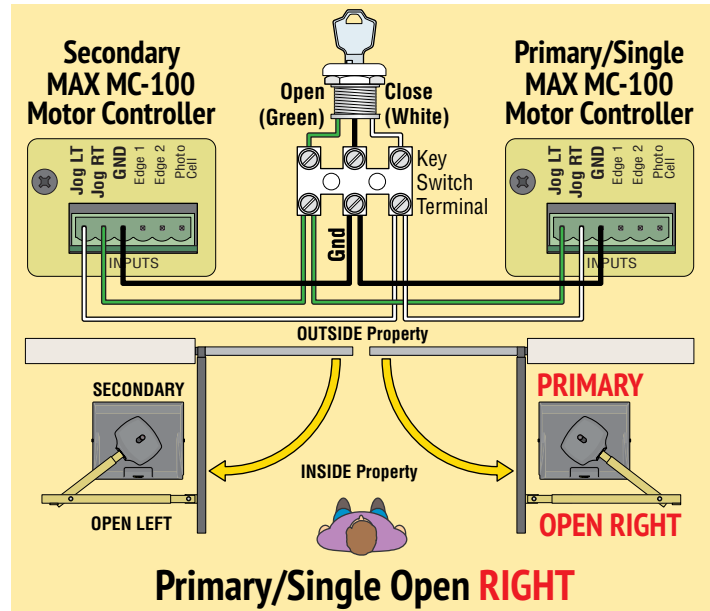 Secondary
MAX MC-100
Motor Controller
Open
(Green)
Close
(White)
Primary/Single
MAX MC-100
Motor Controller
Jog LT
Jog RT
GND
Edge 1
Edge 2
Photo
Cell
INPUTS
Key
Switch
Terminal
Gnd
Jog LT
Jog RT
GND
Edge 1
Edge 2
Photo
Cell
INPUTS
OUTSIDE Property
SECONDARY
PRIMARY
INSIDE Property
OPEN LEFT
OPEN RIGHT
Primary/Single Open RIGHT